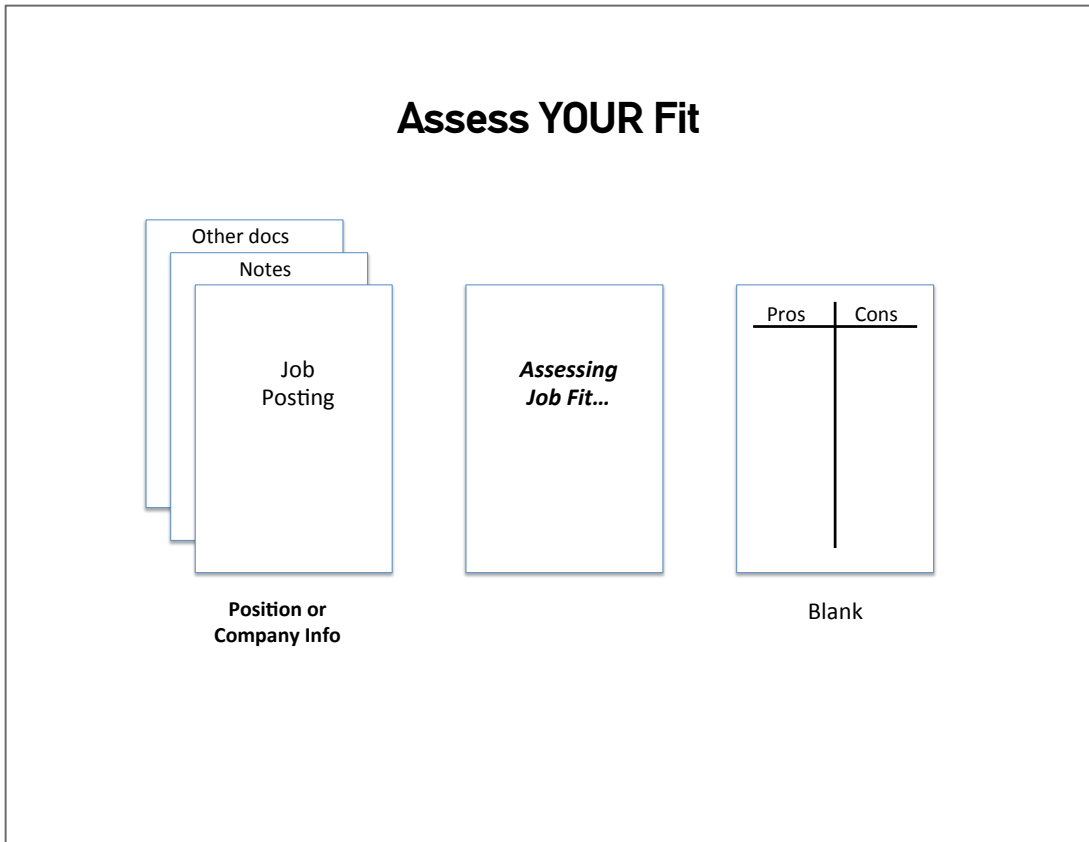 Assess YOUR Fit
Other docs
Notes
Job
Posting
Position or
Company Info
Assessing
Job Fit...
Pros Cons
Blank